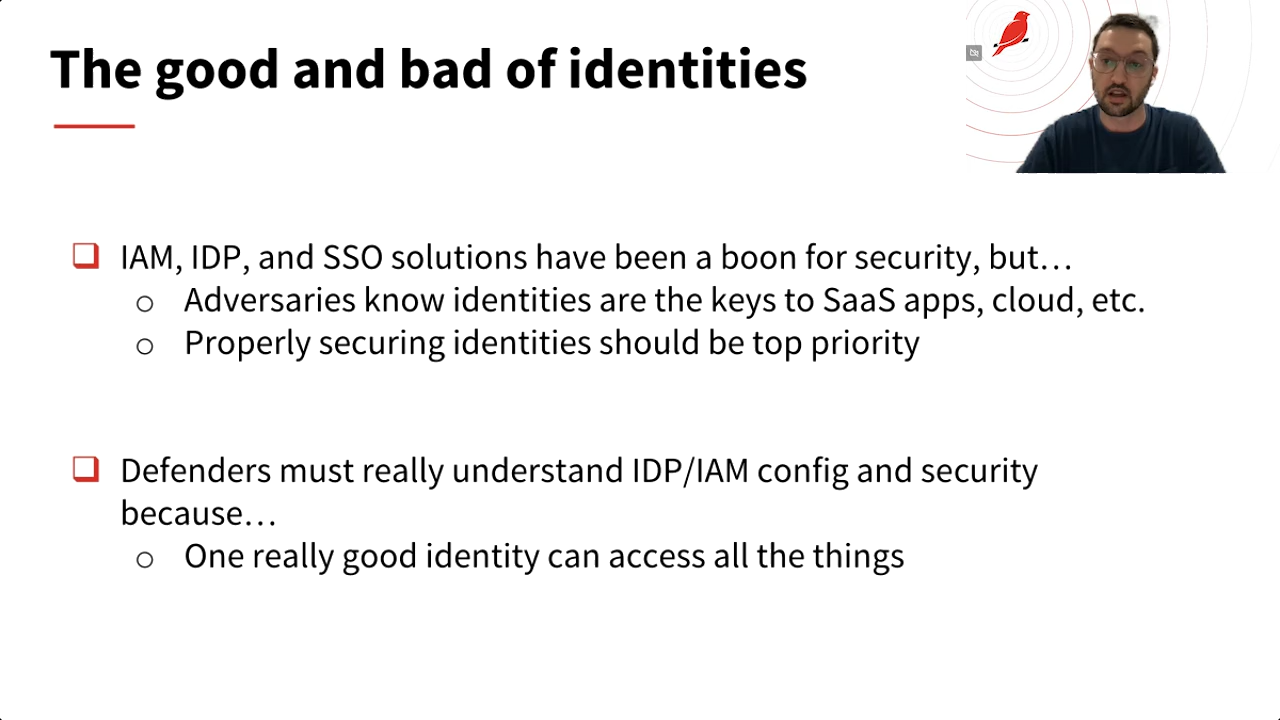 The good and bad of identities
IAM, IDP, and SSO solutions have been a boon for security, but…
Adversaries know identities are the keys to SaaS apps, cloud, etc.
Properly securing identities should be top priority
Defenders must really understand IDP/IAM config and security
because…
One really good identity can access all the things